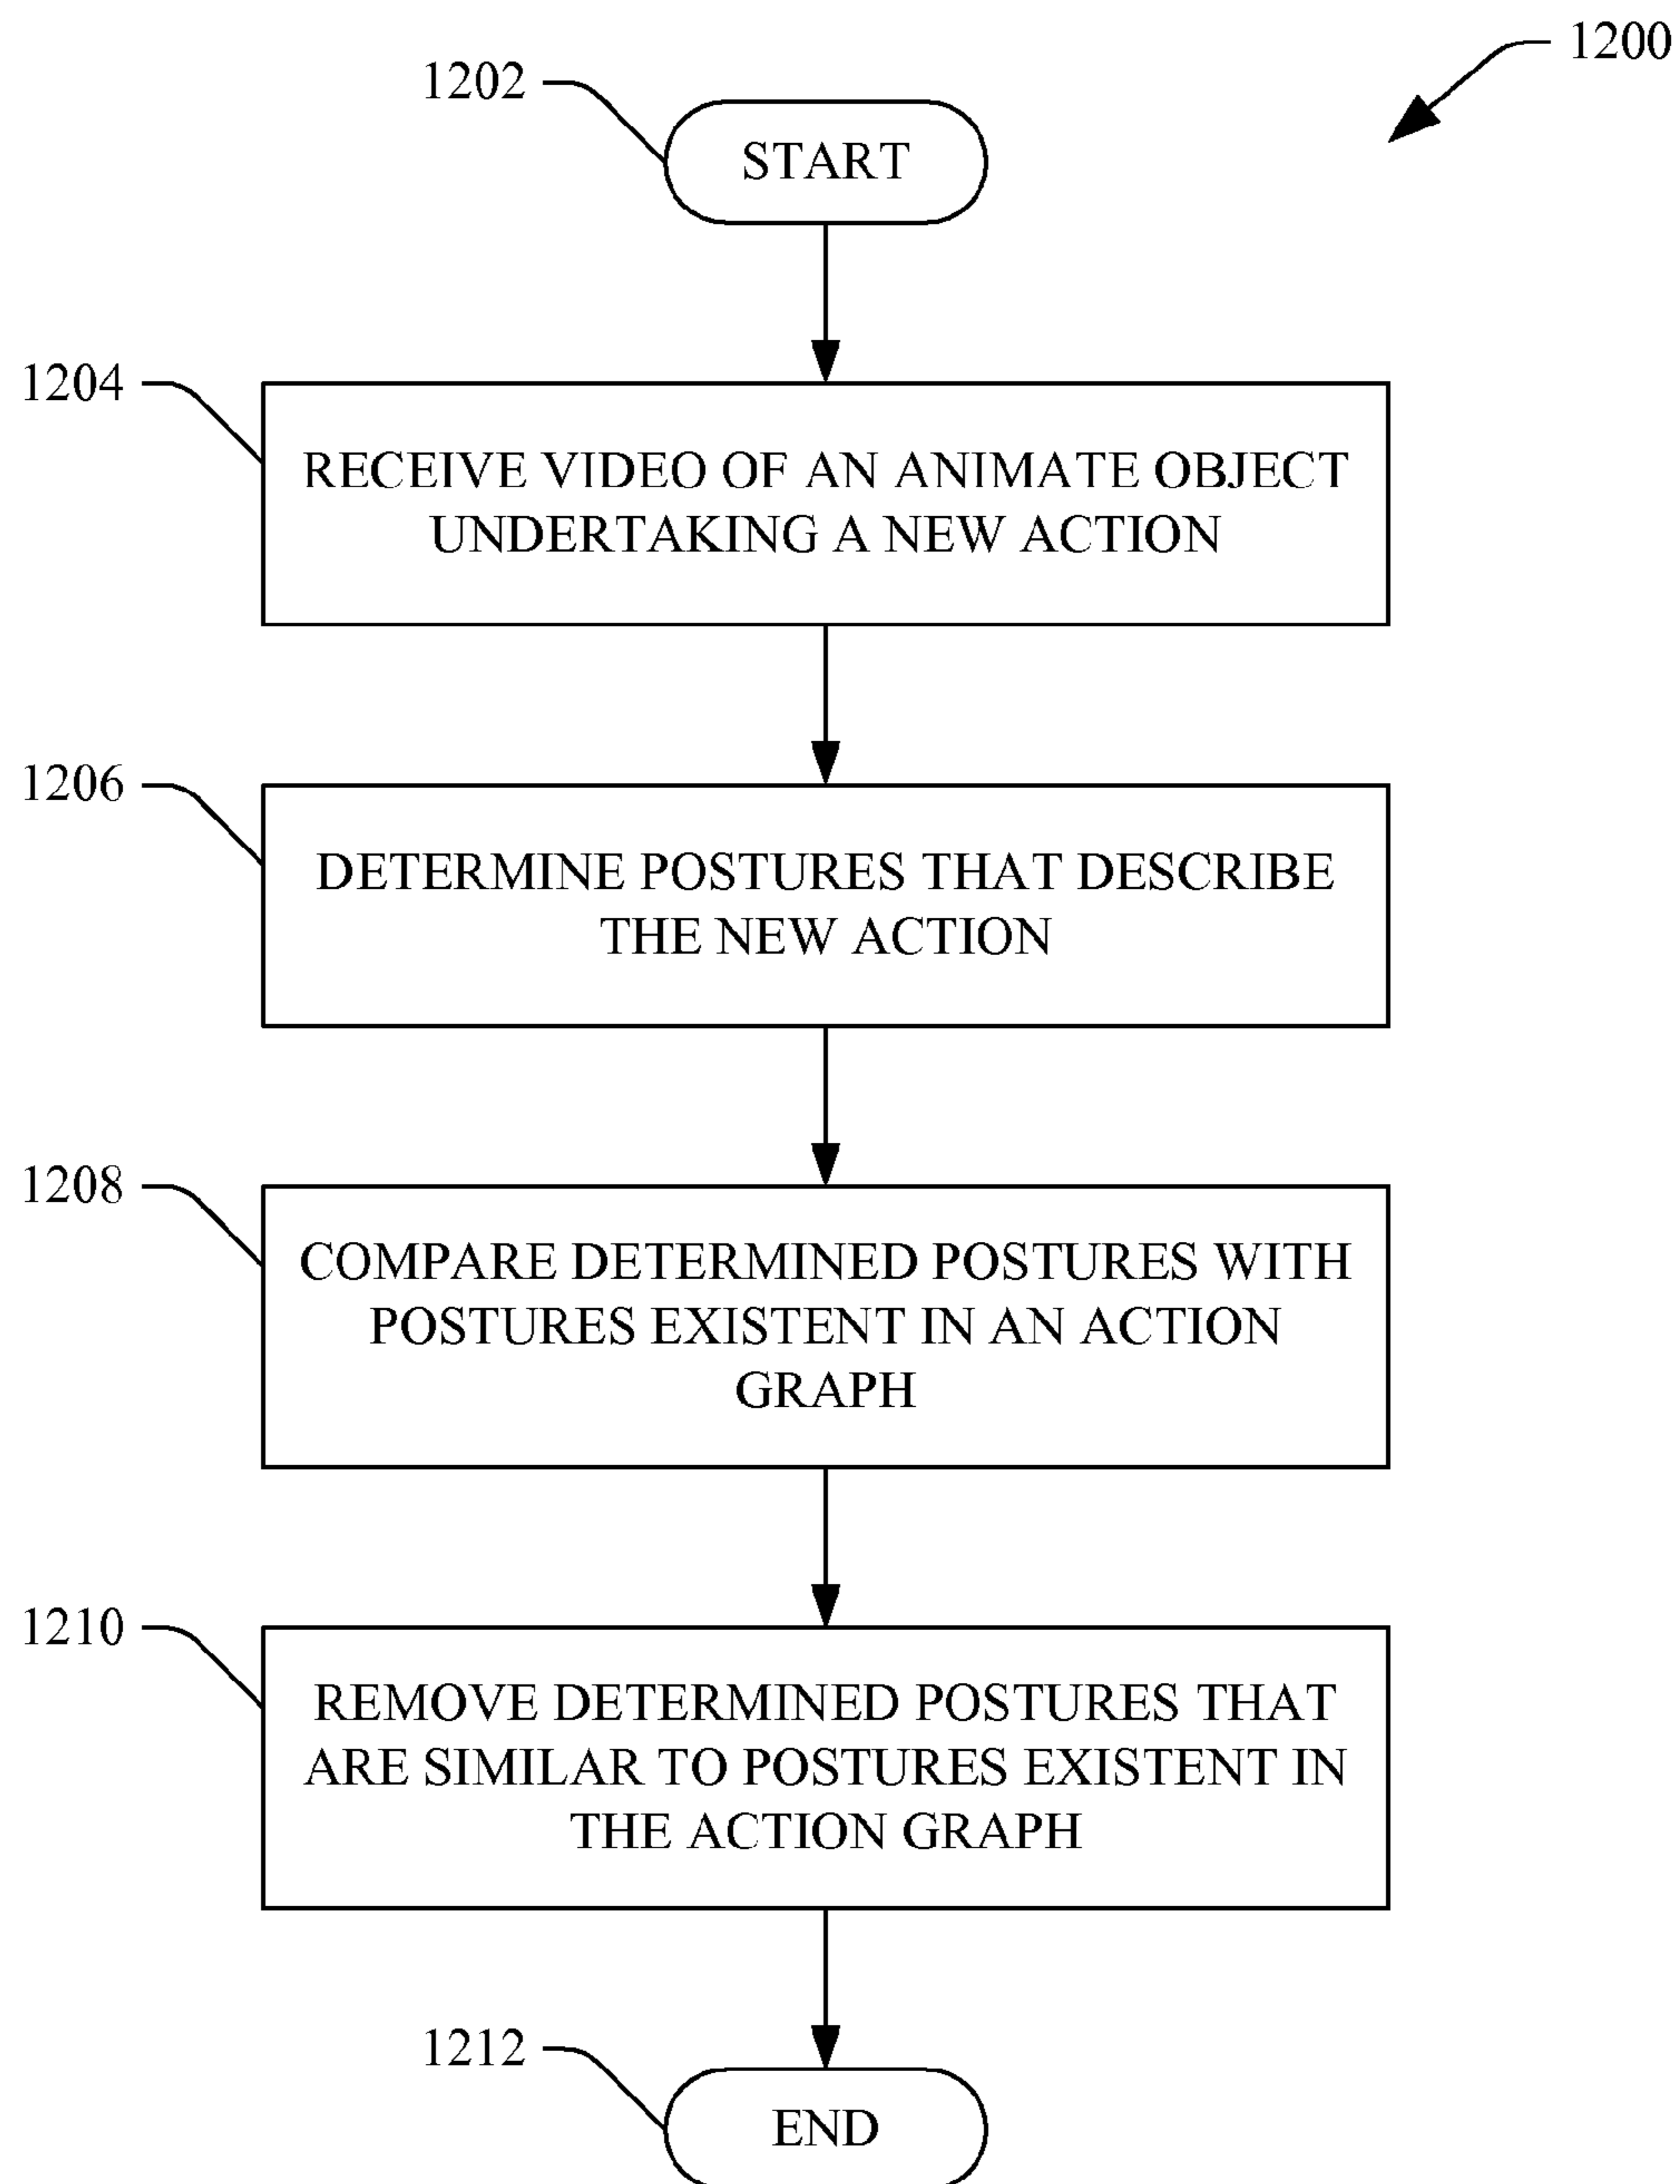 1200
1202
START
1204
RECEIVE VIDEO OF AN ANIMATE OBJECT
UNDERTAKING A NEW ACTION
1206
DETERMINE POSTURES THAT DESCRIBE
THE NEW ACTION
1208
COMPARE DETERMINED POSTURES WITH
POSTURES EXISTENT IN AN ACTION
GRAPH
1210
REMOVE DETERMINED POSTURES THAT
ARE SIMILAR TO POSTURES EXISTENT IN
THE ACTION GRAPH
1212
END